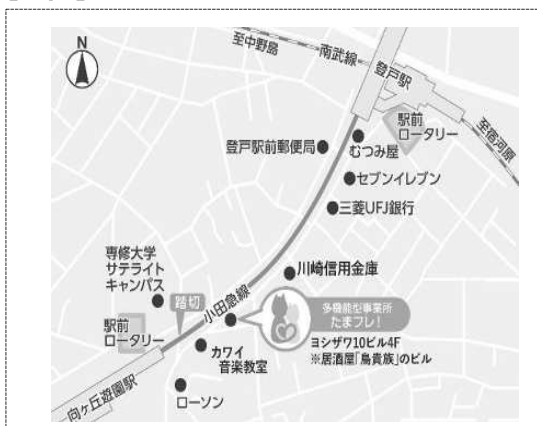 N
至中野島
南武線
登戸駅
至宿河原
駅前
ロータリー
登戸駅前郵便局
むつみ屋
セブンイレブン
三菱UFJ銀行
川崎信用金庫
専修大学
サテライト
キャンパス
踏切
小田急線
多機能型事業所
たまフレ!
ヨシザワ10ビル4F
※居酒屋「鳥貴族」のビル
駅前
ロータリー
カワイ
音楽教室
向ヶ丘遊園駅
ローソン